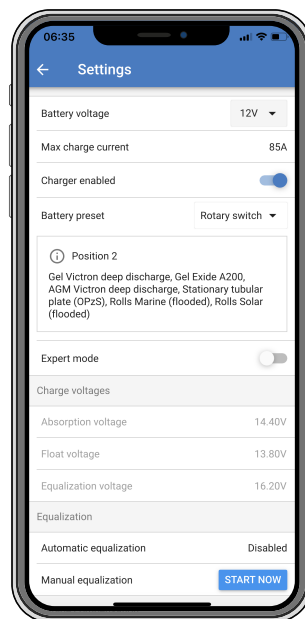 06:35
Settings
Battery voltage 12V
Max charge current 85A
Charger enabled
Battery preset Rotary switch
Position 2
Gel Victron deep discharge, Gel Exide A200,
AGM Victron deep discharge, Stationary tubular
plate (OPzS), Rolls Marine (flooded), Rolls Solar
(flooded)
Expert mode
Charge voltages
Absorption voltage 14.40V
Float voltage 13.80V
Equalization voltage 16.20V
Equalization
Automatic equalization Disabled
Manual equalization START NOW